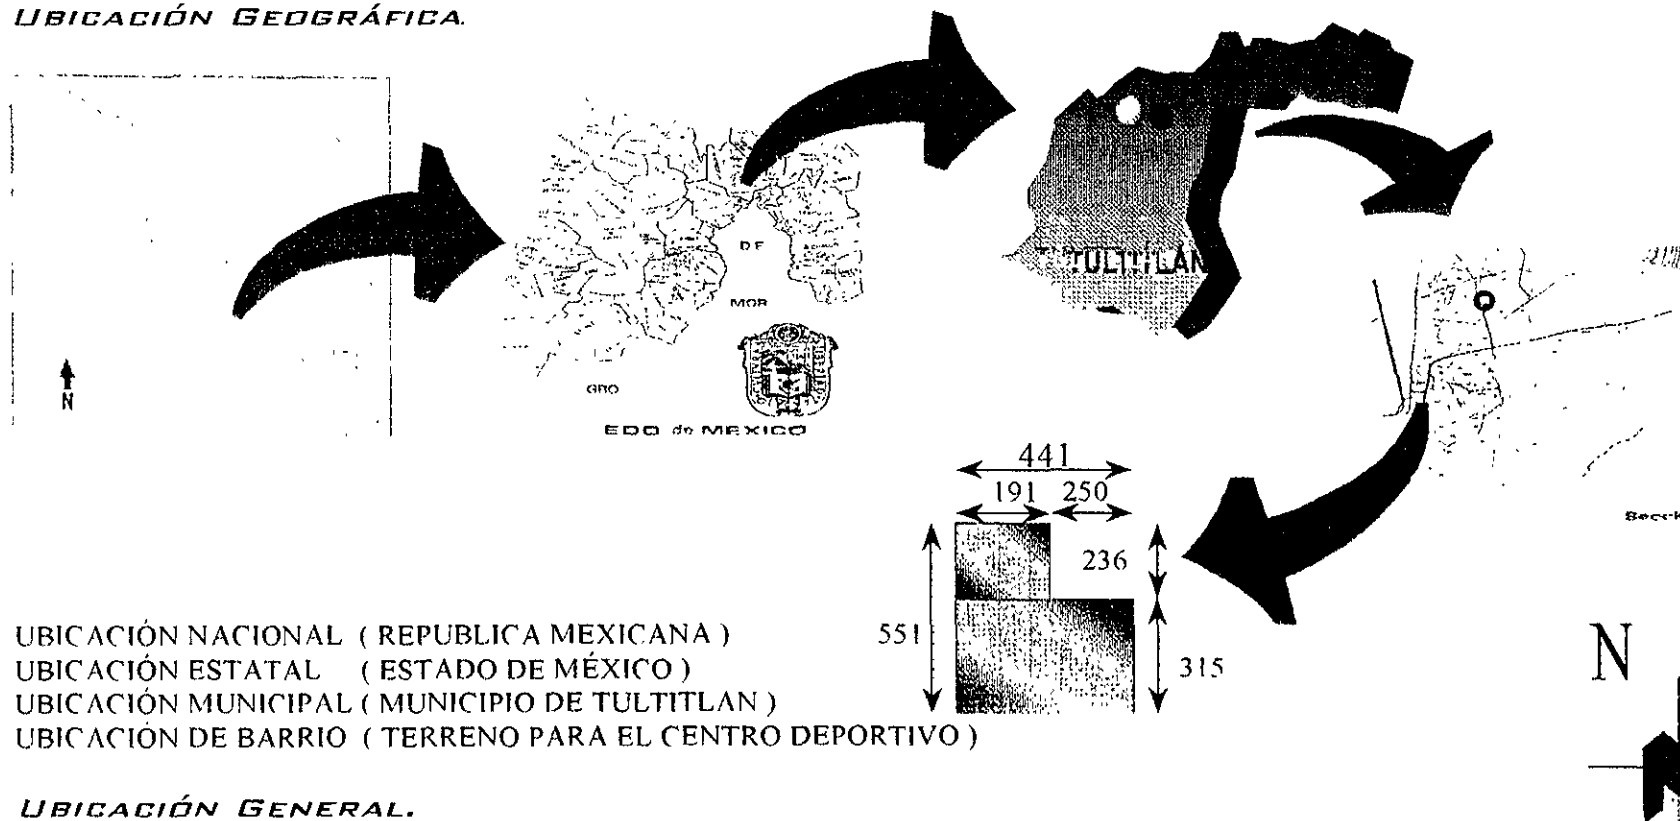 UBICACIÓN GEOGRÁFICA.
N
D F
MOR
GRO
EDO de MEXICO
TULTITLÁN
441
191 250
236
551
315
UBICACIÓN NACIONAL ( REPUBLICA MEXICANA )
UBICACIÓN ESTATAL ( ESTADO DE MÉXICO )
UBICACIÓN MUNICIPAL ( MUNICIPIO DE TULTITLAN )
UBICACIÓN DE BARRIO ( TERRENO PARA EL CENTRO DEPORTIVO )
N
UBICACIÓN GENERAL.